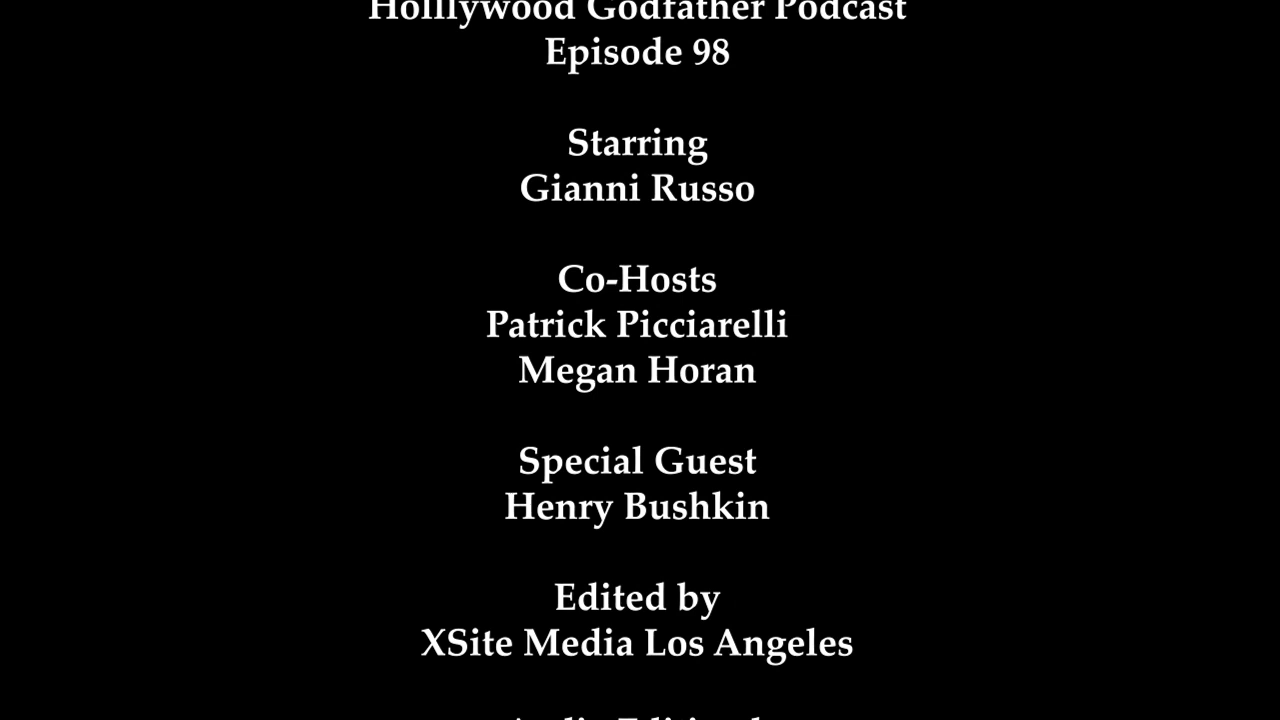 Holllywood Godfather Podcast
Episode 98
Starring
Gianni Russo
Co-Hosts
Patrick Picciarelli
Megan Horan
Special Guest
Henry Bushkin
Edited by
XSite Media Los Angeles